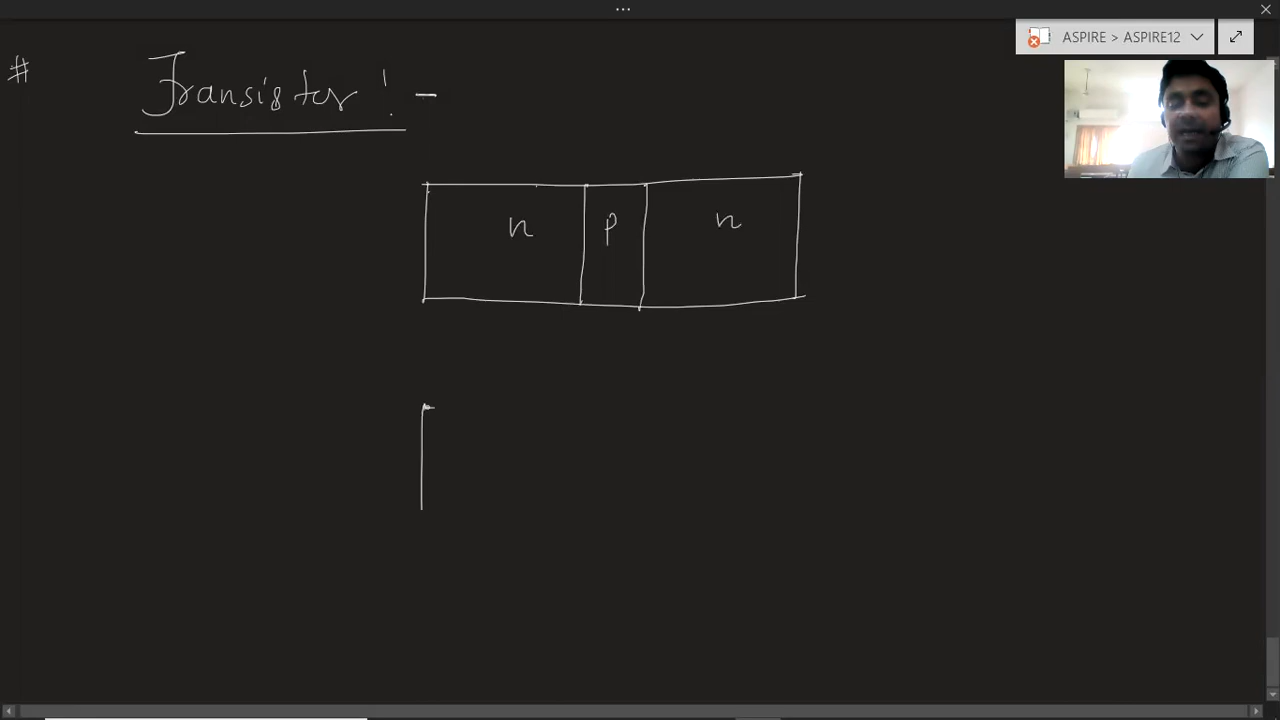 ...
ASPIRE > ASPIRE12
# Transistor :-
n p n